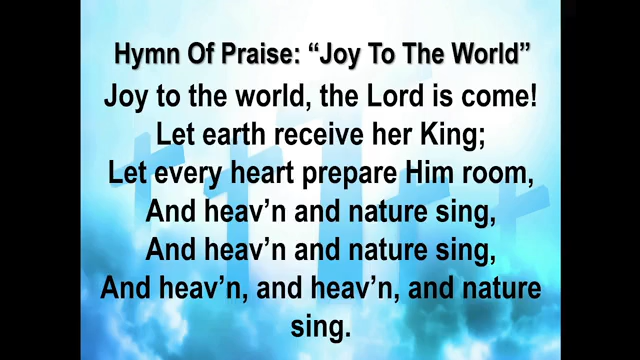 Hymn Of Praise: “Joy To The World”
Joy to the world, the Lord is come!
Let earth receive her King;
Let every heart prepare Him room,
And heav’n and nature sing,
And heav’n and nature sing,
And heav’n, and heav’n, and nature
sing.